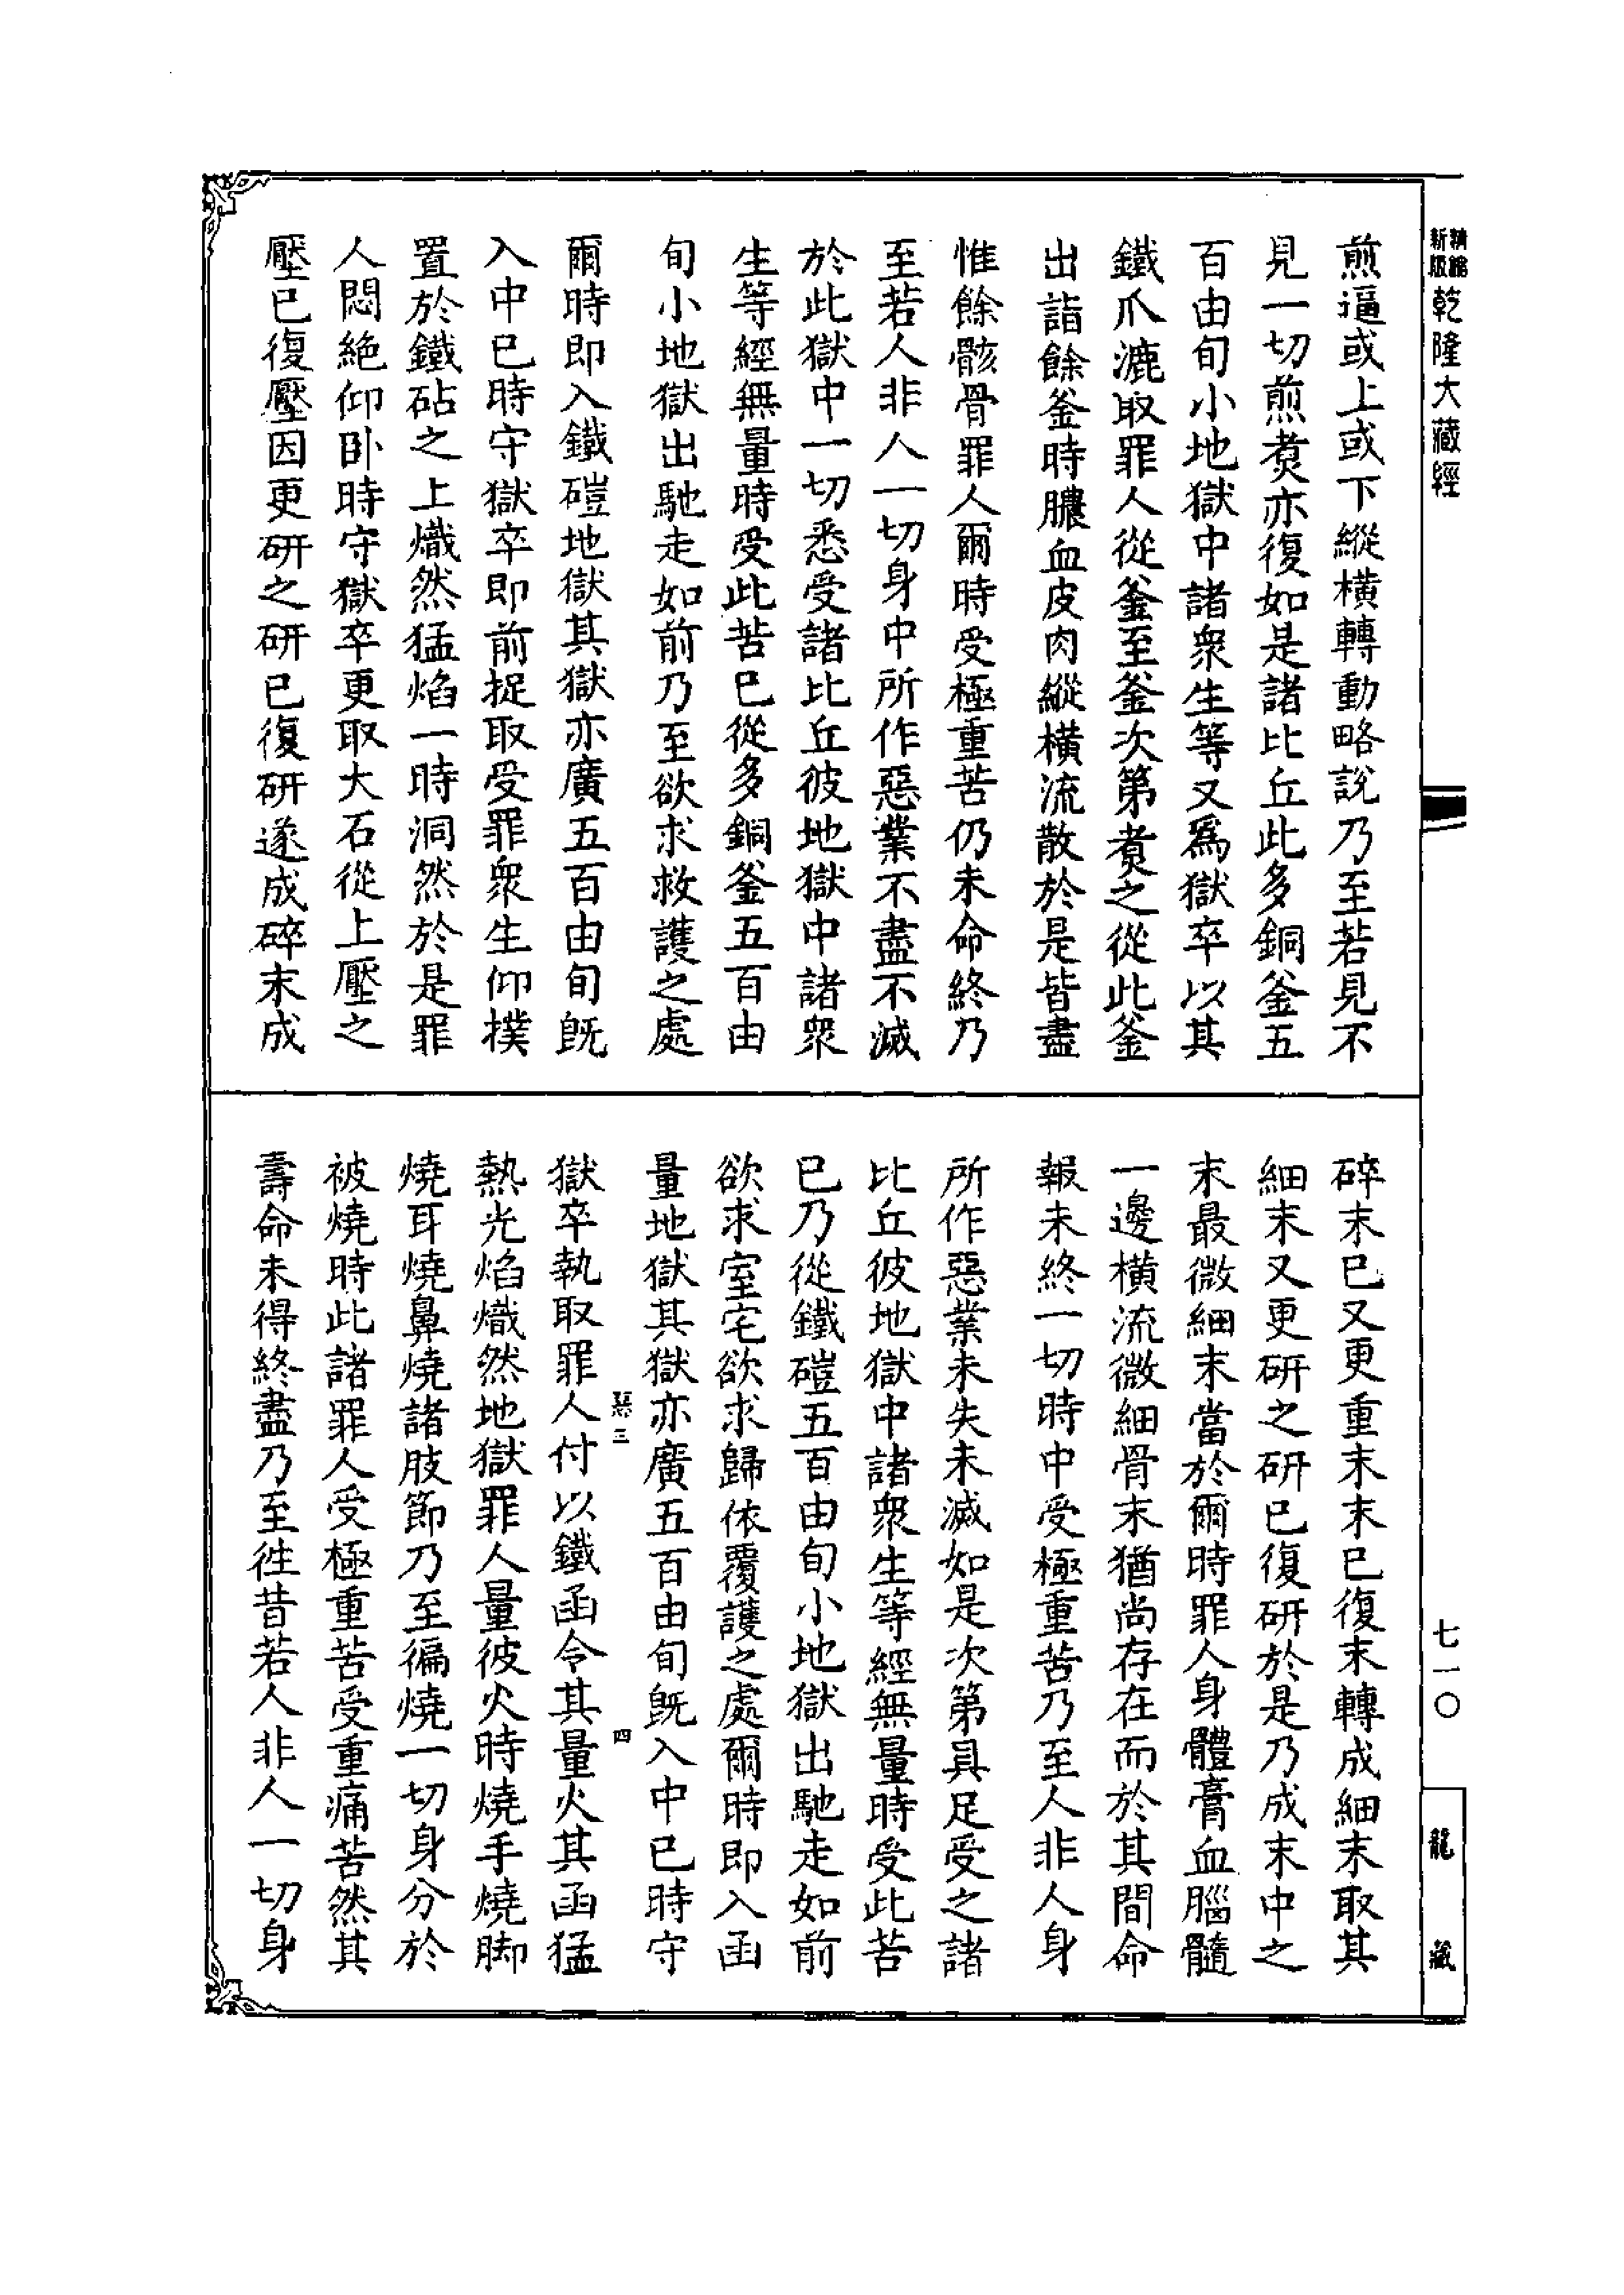 精縮
新版
乾隆大藏經
煎逼或上或下縱橫轉動略說乃至若見不
見一切煎煮亦復如是諸比丘此多銅釜五
百由旬小地獄中諸衆生等又爲獄卒以其
鐵爪漉取罪人從釜至釜次第煮之從此釜
出詣餘釜時膿血皮肉縱橫流散於是皆盡
惟餘骸骨罪人爾時受極重苦仍未命終乃
至若人非人一切身中所作惡業不盡不滅
於此獄中一切悉受諸比丘彼地獄中諸衆
生等經無量時受此苦已從多銅釜五百由
旬小地獄出馳走如前乃至欲求救護之處
爾時即入鐵磑地獄其獄亦廣五百由旬旣
入中已時守獄卒即前捉取受罪衆生仰撲
置於鐵砧之上熾然猛焰一時洞然於是罪
人悶絶仰卧時守獄卒更取大石從上壓之
壓已復壓因更研之研已復研遂成碎末成
碎末已又更重末末已復末轉成細末取其
細末又更研之研已復研於是乃成末中之
末最微細末當於爾時罪人身體膏血腦髓
一邊橫流微細骨末猶尚存在而於其間命
報未終一切時中受極重苦乃至人非人身
所作惡業未失未滅如是次第具足受之諸
比丘彼地獄中諸衆生等經無量時受此苦
已乃從鐵磑五百由旬小地獄出馳走如前
欲求室宅欲求歸依覆護之處爾時即入函
量地獄其獄亦廣五百由旬旣入中已時守
惡三 四
獄卒執取罪人付以鐵函令其量火其函猛
熱光焰熾然地獄罪人量彼火時燒手燒脚
燒耳燒鼻燒諸肢節乃至徧燒一切身分於
被燒時此諸罪人受極重苦受重痛苦然其
壽命未得終盡乃至徃昔若人非人一切身
七一〇
龍藏